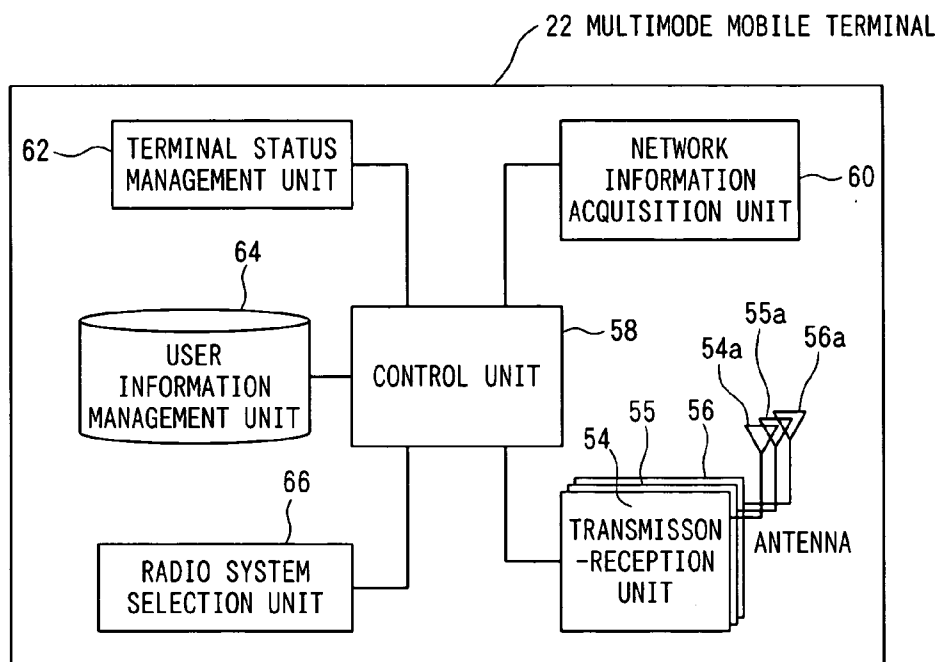 22 MULTIMODE MOBILE TERMINAL
62
TERMINAL STATUS
MANAGEMENT UNIT
NETWORK
INFORMATION
ACQUISITION UNIT
60
64
USER
INFORMATION
MANAGEMENT UNIT
CONTROL UNIT
58
54a
55a
56a
54
55
56
TRANSMISSON
-RECEPTION
UNIT
ANTENNA
66
RADIO SYSTEM
SELECTION UNIT